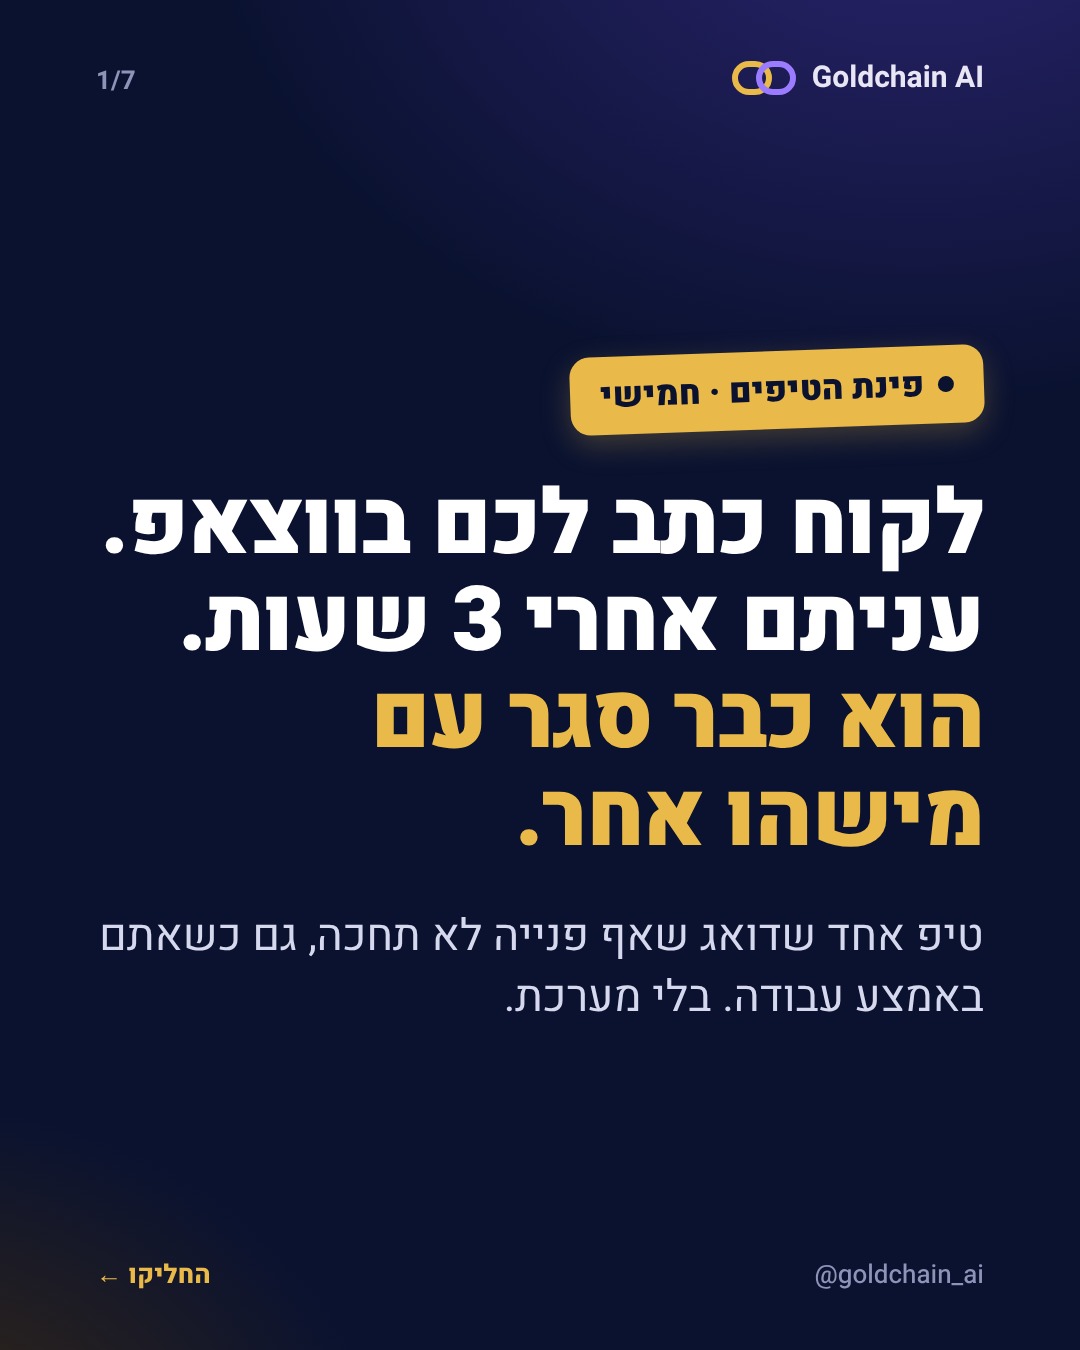 Goldchain AI
1/7
פינת הטיפים · חמישי
לקוח כתב לכם בווצאפ.
עניתם אחרי 3 שעות.
הוא כבר סגר עם
מישהו אחר.
טיפ אחד שדואג שאף פנייה לא תחכה, גם כשאתם
באמצע עבודה. בלי מערכת.
@goldchain_ai
החליקו ←